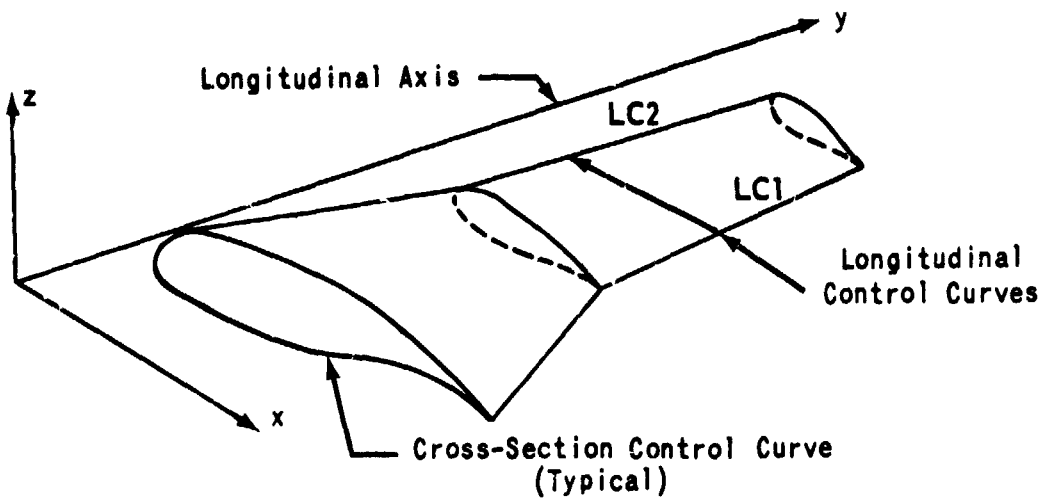 y
Longitudinal Axis
z
LC2
LC1
Longitudinal
Control Curves
x
Cross-Section Control Curve
(Typical)